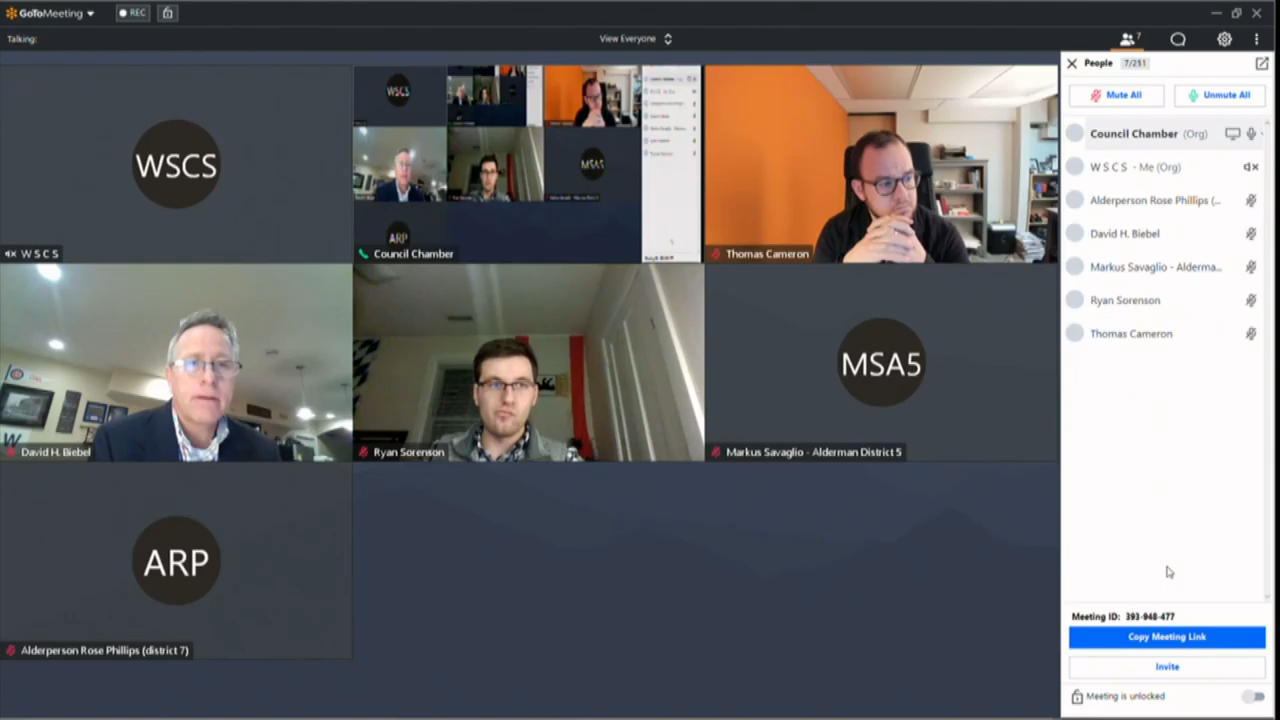 GoToMeeting
REC
Talking:
View Everyone
7
People 7/251
Mute All
Unmute All
Council Chamber (Org)
W S C S - Me (Org)
Alderperson Rose Phillips (...
David H. Biebel
Markus Savaglio - Alderma...
Ryan Sorenson
Thomas Cameron
WSCS
W S C S
WSCS
MSA5
ARP
Council Chamber
Thomas Cameron
David H. Biebel
Ryan Sorenson
MSA5
Markus Savaglio - Alderman District 5
ARP
Alderperson Rose Phillips (district 7)
Meeting ID: 393-948-477
Copy Meeting Link
Invite
Meeting is unlocked